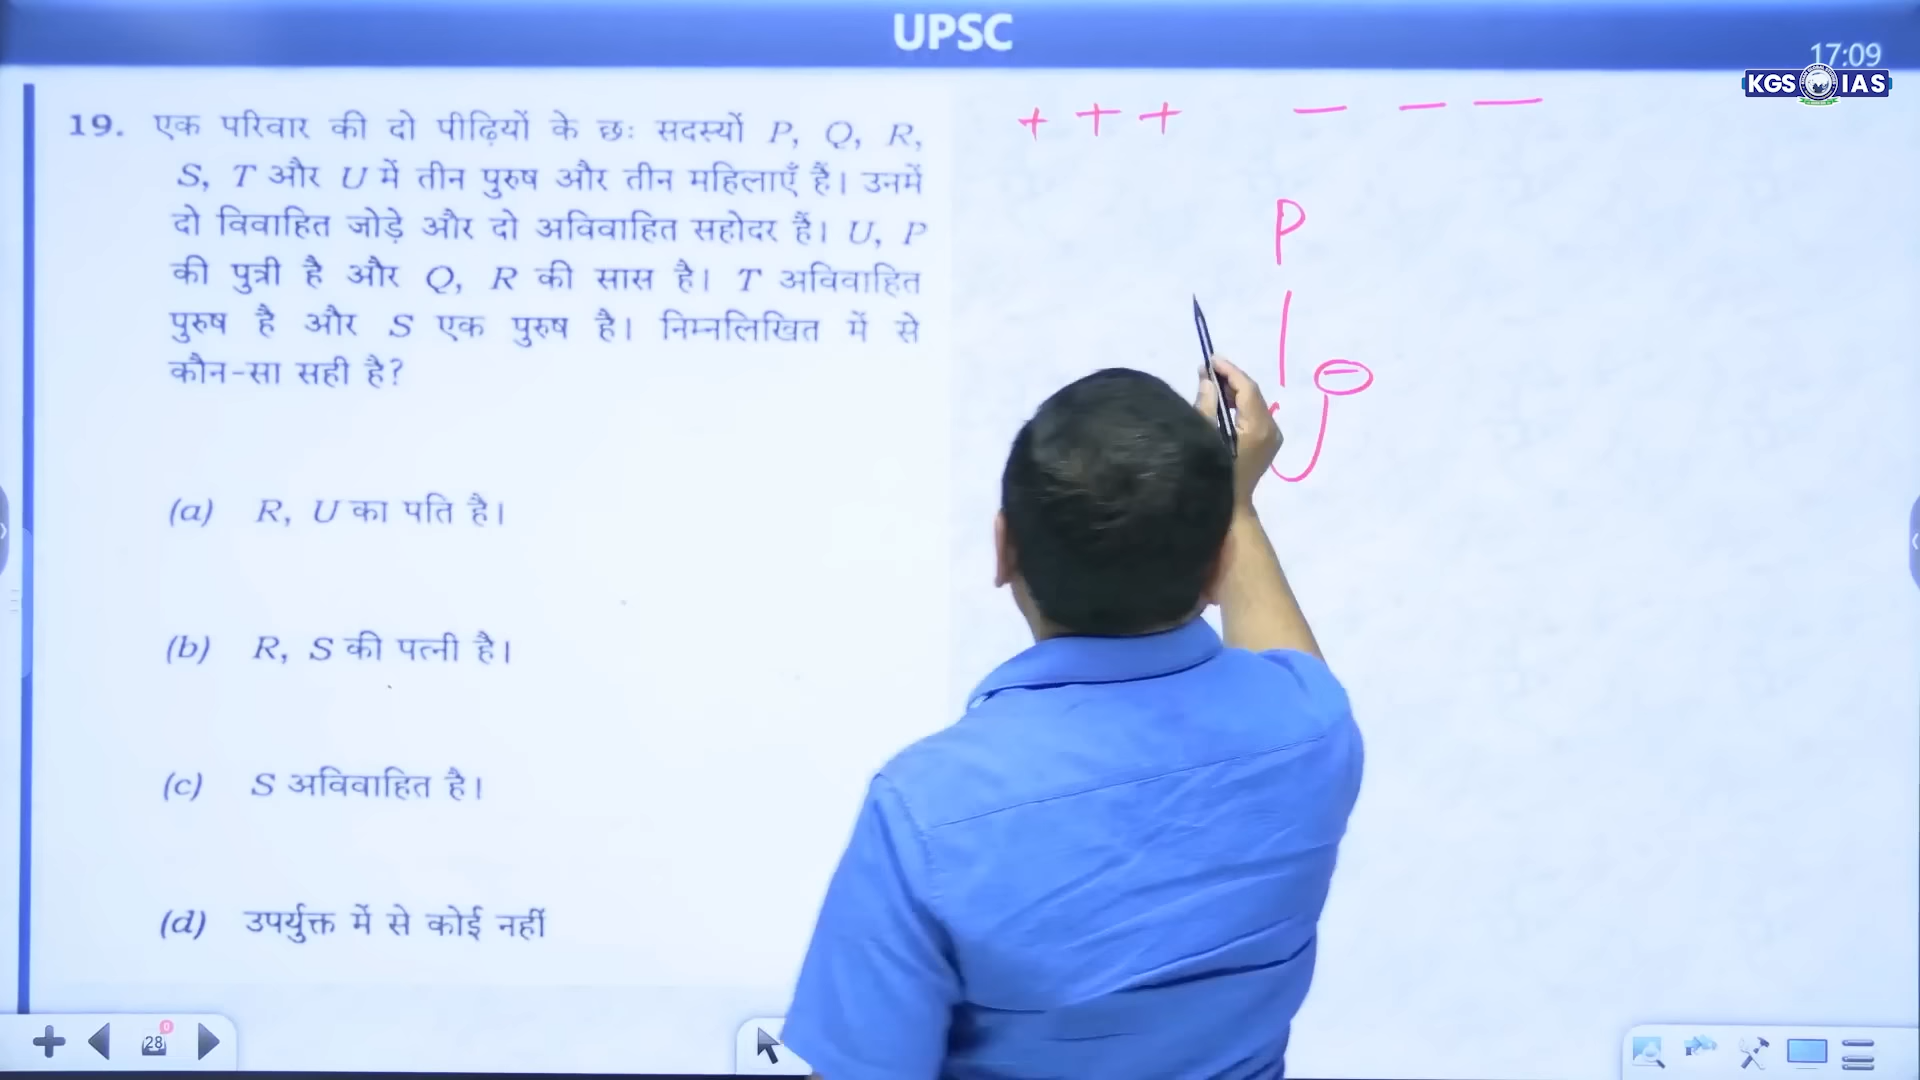 UPSC
17:09
KGS IAS
19. एक परिवार की दो पीढ़ियों के छः सदस्यों P, Q, R,
S, T और U में तीन पुरुष और तीन महिलाएँ हैं। उनमें
दो विवाहित जोड़े और दो अविवाहित सहोदर हैं। U, P
की पुत्री है और Q, R की सास है। T अविवाहित
पुरुष है और S एक पुरुष है। निम्नलिखित में से
कौन-सा सही है?
(a) R, U का पति है।
(b) R, S की पत्नी है।
(c) S अविवाहित है।
(d) उपर्युक्त में से कोई नहीं
+ + + — — —
P
U −
28
0